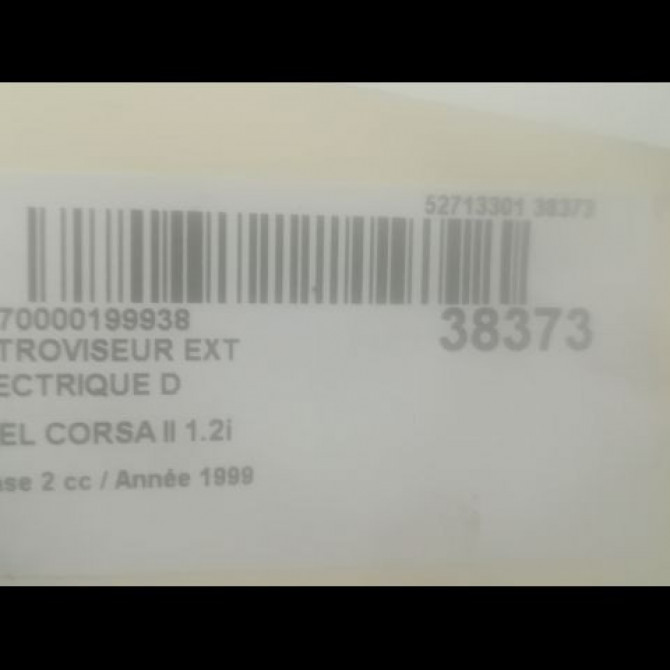 52713301 38373
70000199938
38373
TROVISEUR EXT
ECTRIQUE D
EL CORSA II 1.2i
ase 2 cc / Année 1999